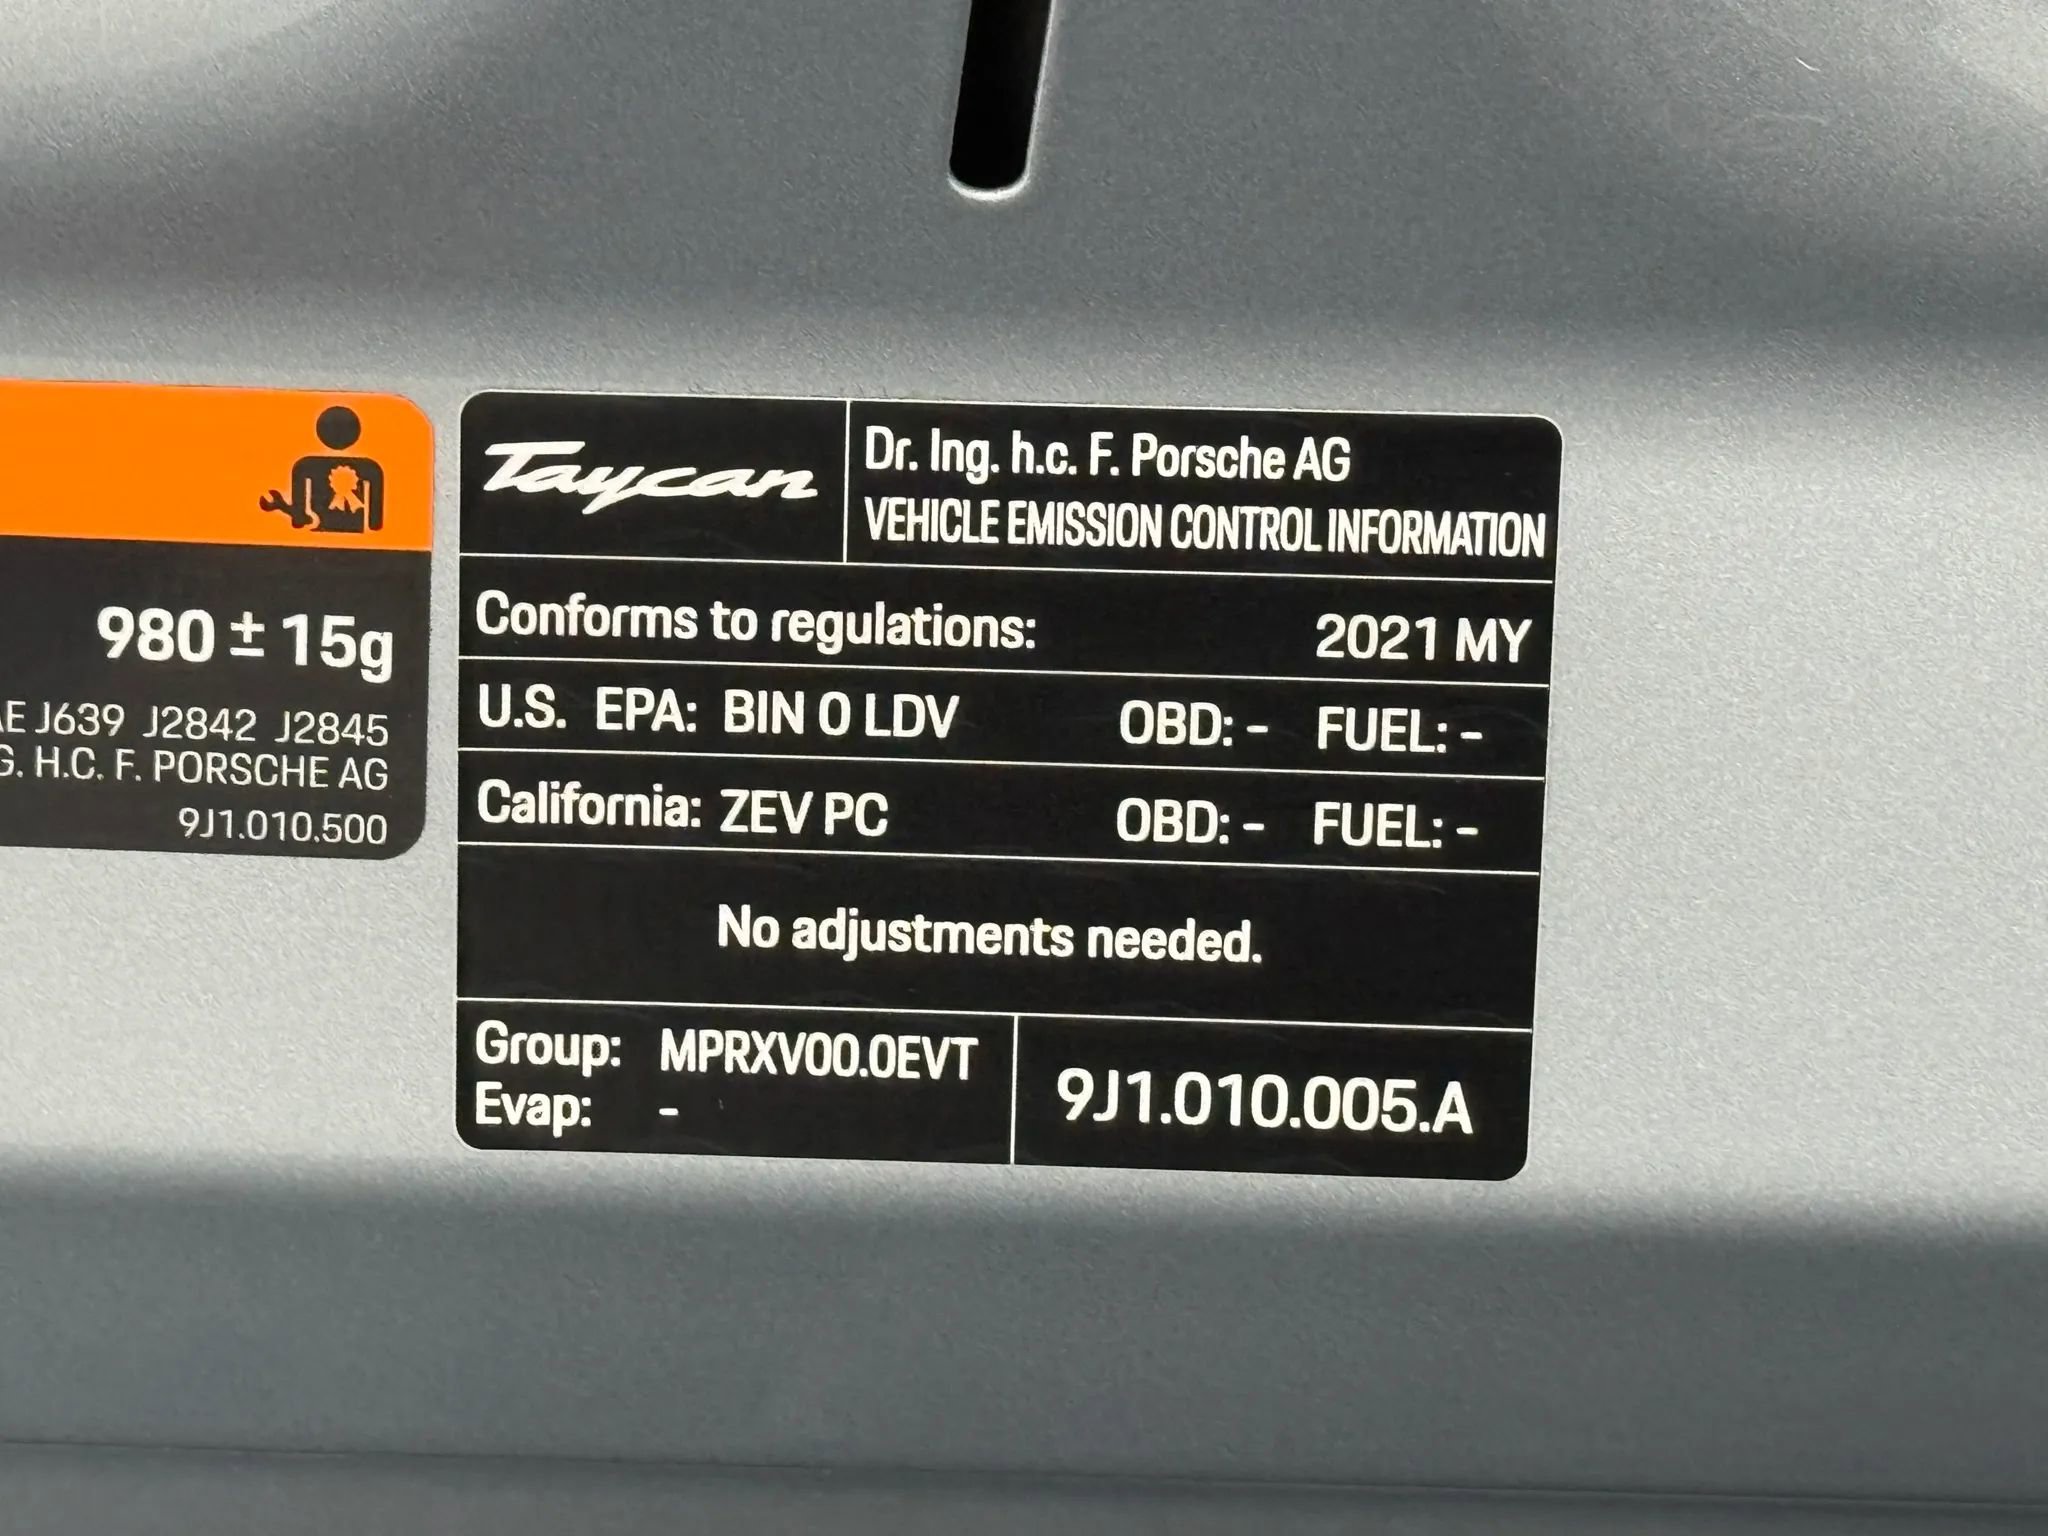 980 ± 15g
J639 J2842 J2845
G. H.C. F. PORSCHE AG
9J1.010.500
Taycan
Dr. Ing. h.c. F. Porsche AG
VEHICLE EMISSION CONTROL INFORMATION
Conforms to regulations: 2021 MY
U.S. EPA: BIN 0 LDV OBD: - FUEL: -
California: ZEV PC OBD: - FUEL: -
No adjustments needed.
Group: MPRXV00.0EVT
Evap: -
9J1.010.005.A